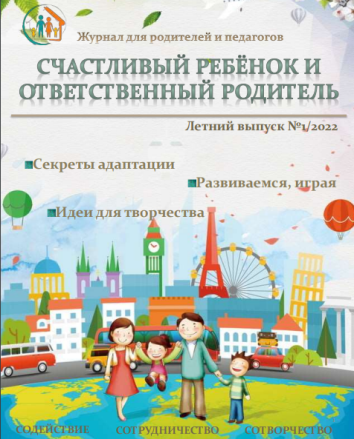 Журнал для родителей и педагогов
СЧАСТЛИВЫЙ РЕБЁНОК И
ОТВЕТСТВЕННЫЙ РОДИТЕЛЬ
Летний выпуск №1/2022
Секреты адаптации
Развиваемся, играя
Идеи для творчества
СОДЕЙСТВИЕ СОТРУДНИЧЕСТВО СОТВОРЧЕСТВО